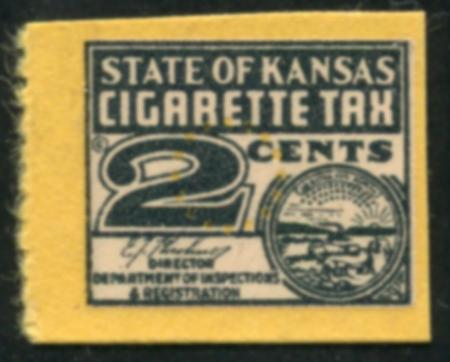 STATE OF KANSAS
CIGARETTE TAX
2 CENTS
DIRECTOR
DEPARTMENT OF INSPECTIONS
& REGISTRATION